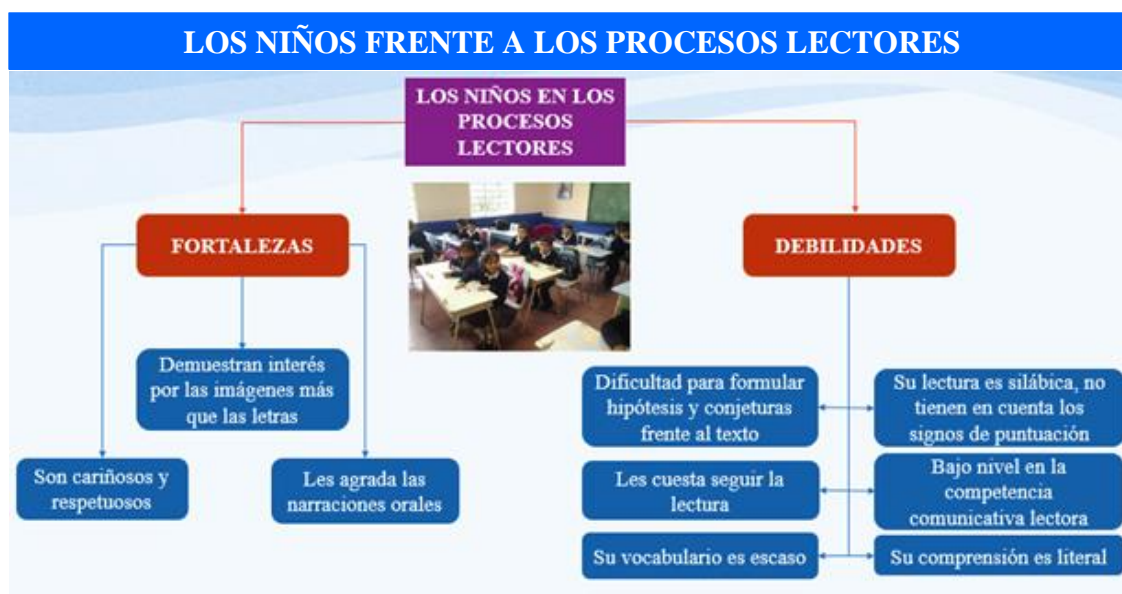 LOS NIÑOS FRENTE A LOS PROCESOS LECTORES
LOS NIÑOS EN LOS
PROCESOS
LECTORES
FORTALEZAS
Demuestran interés
por las imágenes más
que las letras
Son cariñosos y
respetuosos
Les agrada las
narraciones orales
DEBILIDADES
Dificultad para formular
hipótesis y conjeturas
frente al texto
Su lectura es silábica, no
tienen en cuenta los
signos de puntuación
Les cuesta seguir la
lectura
Bajo nivel en la
competencia
comunicativa lectora
Su vocabulario es escaso
Su comprensión es literal